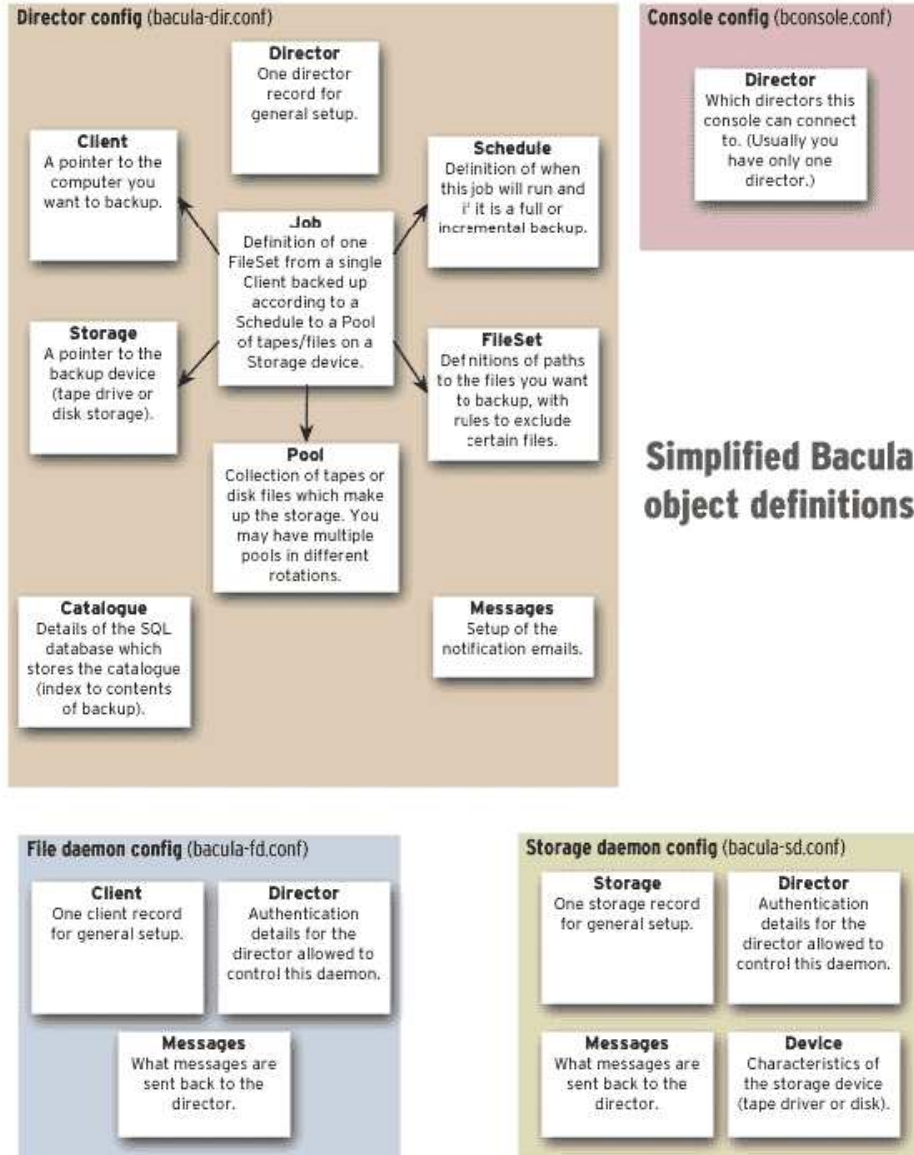 Director config (bacula-dir.conf)
Director
One director
record for
general setup.
Client
A pointer to the
computer you
want to backup.
Schedule
Definition of when
this job will run and
if it is a full or
incremental backup.
Job
Definition of one
FileSet from a single
Client backed up
according to a
Schedule to a Pool
of tapes/files on a
Storage device.
Storage
A pointer to the
backup device
(tape drive or
disk storage).
FileSet
Definitions of paths
to the files you want
to backup, with
rules to exclude
certain files.
Pool
Collection of tapes or
disk files which make
up the storage. You
may have multiple
pools in different
rotations.
Catalogue
Details of the SQL
database which
stores the catalogue
(index to contents
of backup).
Messages
Setup of the
notification emails.
Console config (bconsole.conf)
Director
Which directors this
console can connect
to. (Usually you
have only one
director.)
Simplified Bacula
object definitions
File daemon config (bacula-fd.conf)
Client
One client record
for general setup.
Director
Authentication
details for the
director allowed to
control this daemon.
Messages
What messages are
sent back to the
director.
Storage daemon config (bacula-sd.conf)
Storage
One storage record
for general setup.
Director
Authentication
details for the
director allowed to
control this daemon.
Messages
What messages are
sent back to the
director.
Device
Characteristics of
the storage device
(tape driver or disk).